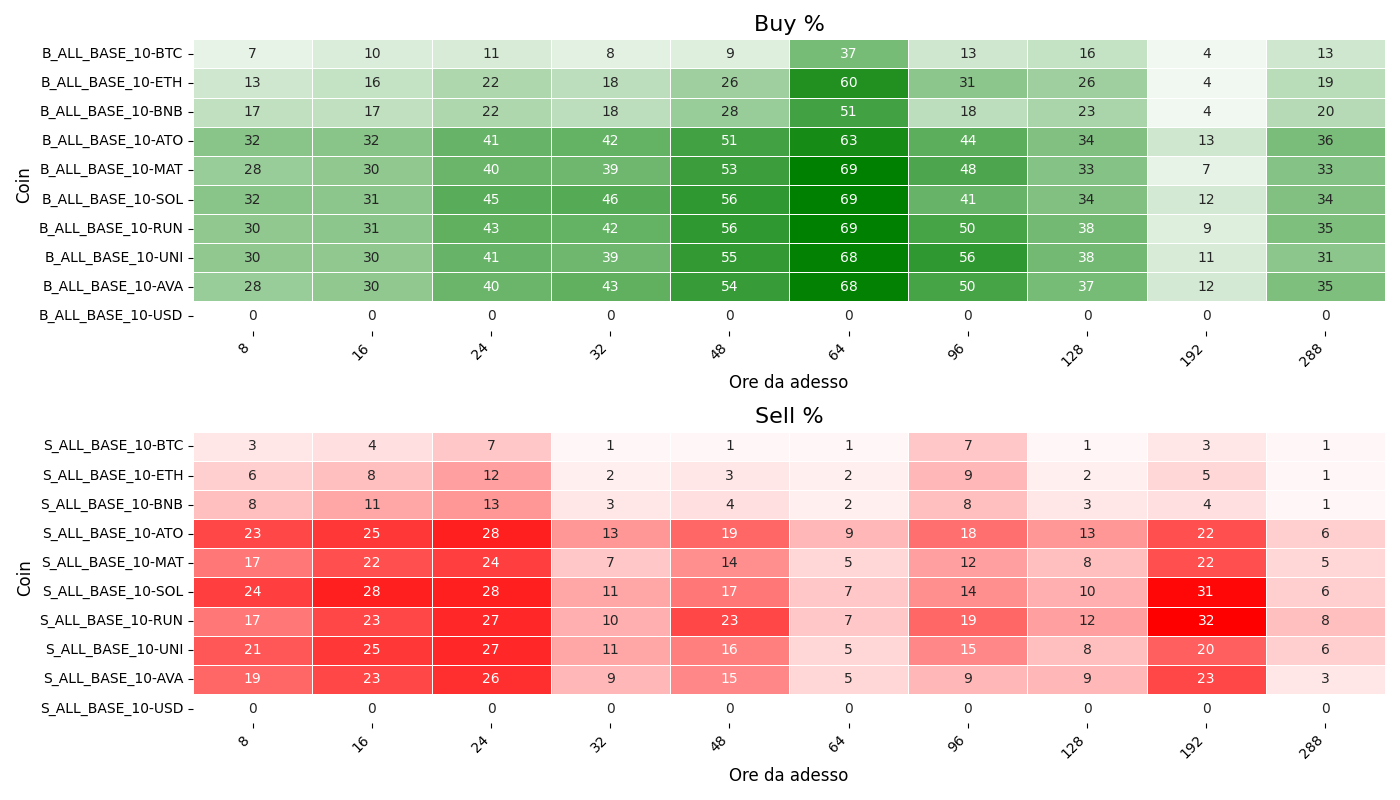 Buy %
Coin
B_ALL_BASE_10-BTC 7 10 11 8 9 37 13 16 4 13
B_ALL_BASE_10-ETH 13 16 22 18 26 60 31 26 4 19
B_ALL_BASE_10-BNB 17 17 22 18 28 51 18 23 4 20
B_ALL_BASE_10-ATO 32 32 41 42 51 63 44 34 13 36
B_ALL_BASE_10-MAT 28 30 40 39 53 69 48 33 7 33
B_ALL_BASE_10-SOL 32 31 45 46 56 69 41 34 12 34
B_ALL_BASE_10-RUN 30 31 43 42 56 69 50 38 9 35
B_ALL_BASE_10-UNI 30 30 41 39 55 68 56 38 11 31
B_ALL_BASE_10-AVA 28 30 40 43 54 68 50 37 12 35
B_ALL_BASE_10-USD 0 0 0 0 0 0 0 0 0 0
8 16 24 32 48 64 96 128 192 288
Ore da adesso
Sell %
Coin
S_ALL_BASE_10-BTC 3 4 7 1 1 1 7 1 3 1
S_ALL_BASE_10-ETH 6 8 12 2 3 2 9 2 5 1
S_ALL_BASE_10-BNB 8 11 13 3 4 2 8 3 4 1
S_ALL_BASE_10-ATO 23 25 28 13 19 9 18 13 22 6
S_ALL_BASE_10-MAT 17 22 24 7 14 5 12 8 22 5
S_ALL_BASE_10-SOL 24 28 28 11 17 7 14 10 31 6
S_ALL_BASE_10-RUN 17 23 27 10 23 7 19 12 32 8
S_ALL_BASE_10-UNI 21 25 27 11 16 5 15 8 20 6
S_ALL_BASE_10-AVA 19 23 26 9 15 5 9 9 23 3
S_ALL_BASE_10-USD 0 0 0 0 0 0 0 0 0 0
8 16 24 32 48 64 96 128 192 288
Ore da adesso